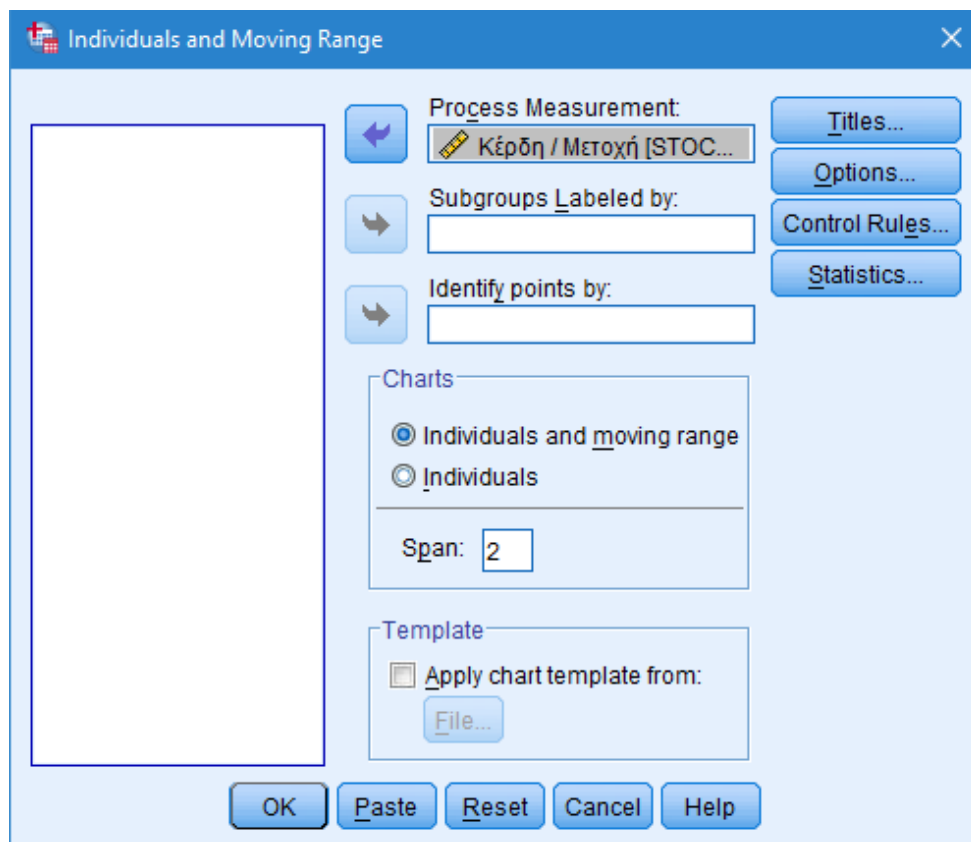 Individuals and Moving Range
Process Measurement:
Κέρδη / Μετοχή [STOC...
Subgroups Labeled by:
Identify points by:
Titles...
Options...
Control Rules...
Statistics...
Charts
Individuals and moving range
Individuals
Span: 2
Template
Apply chart template from:
File...
OK Paste Reset Cancel Help